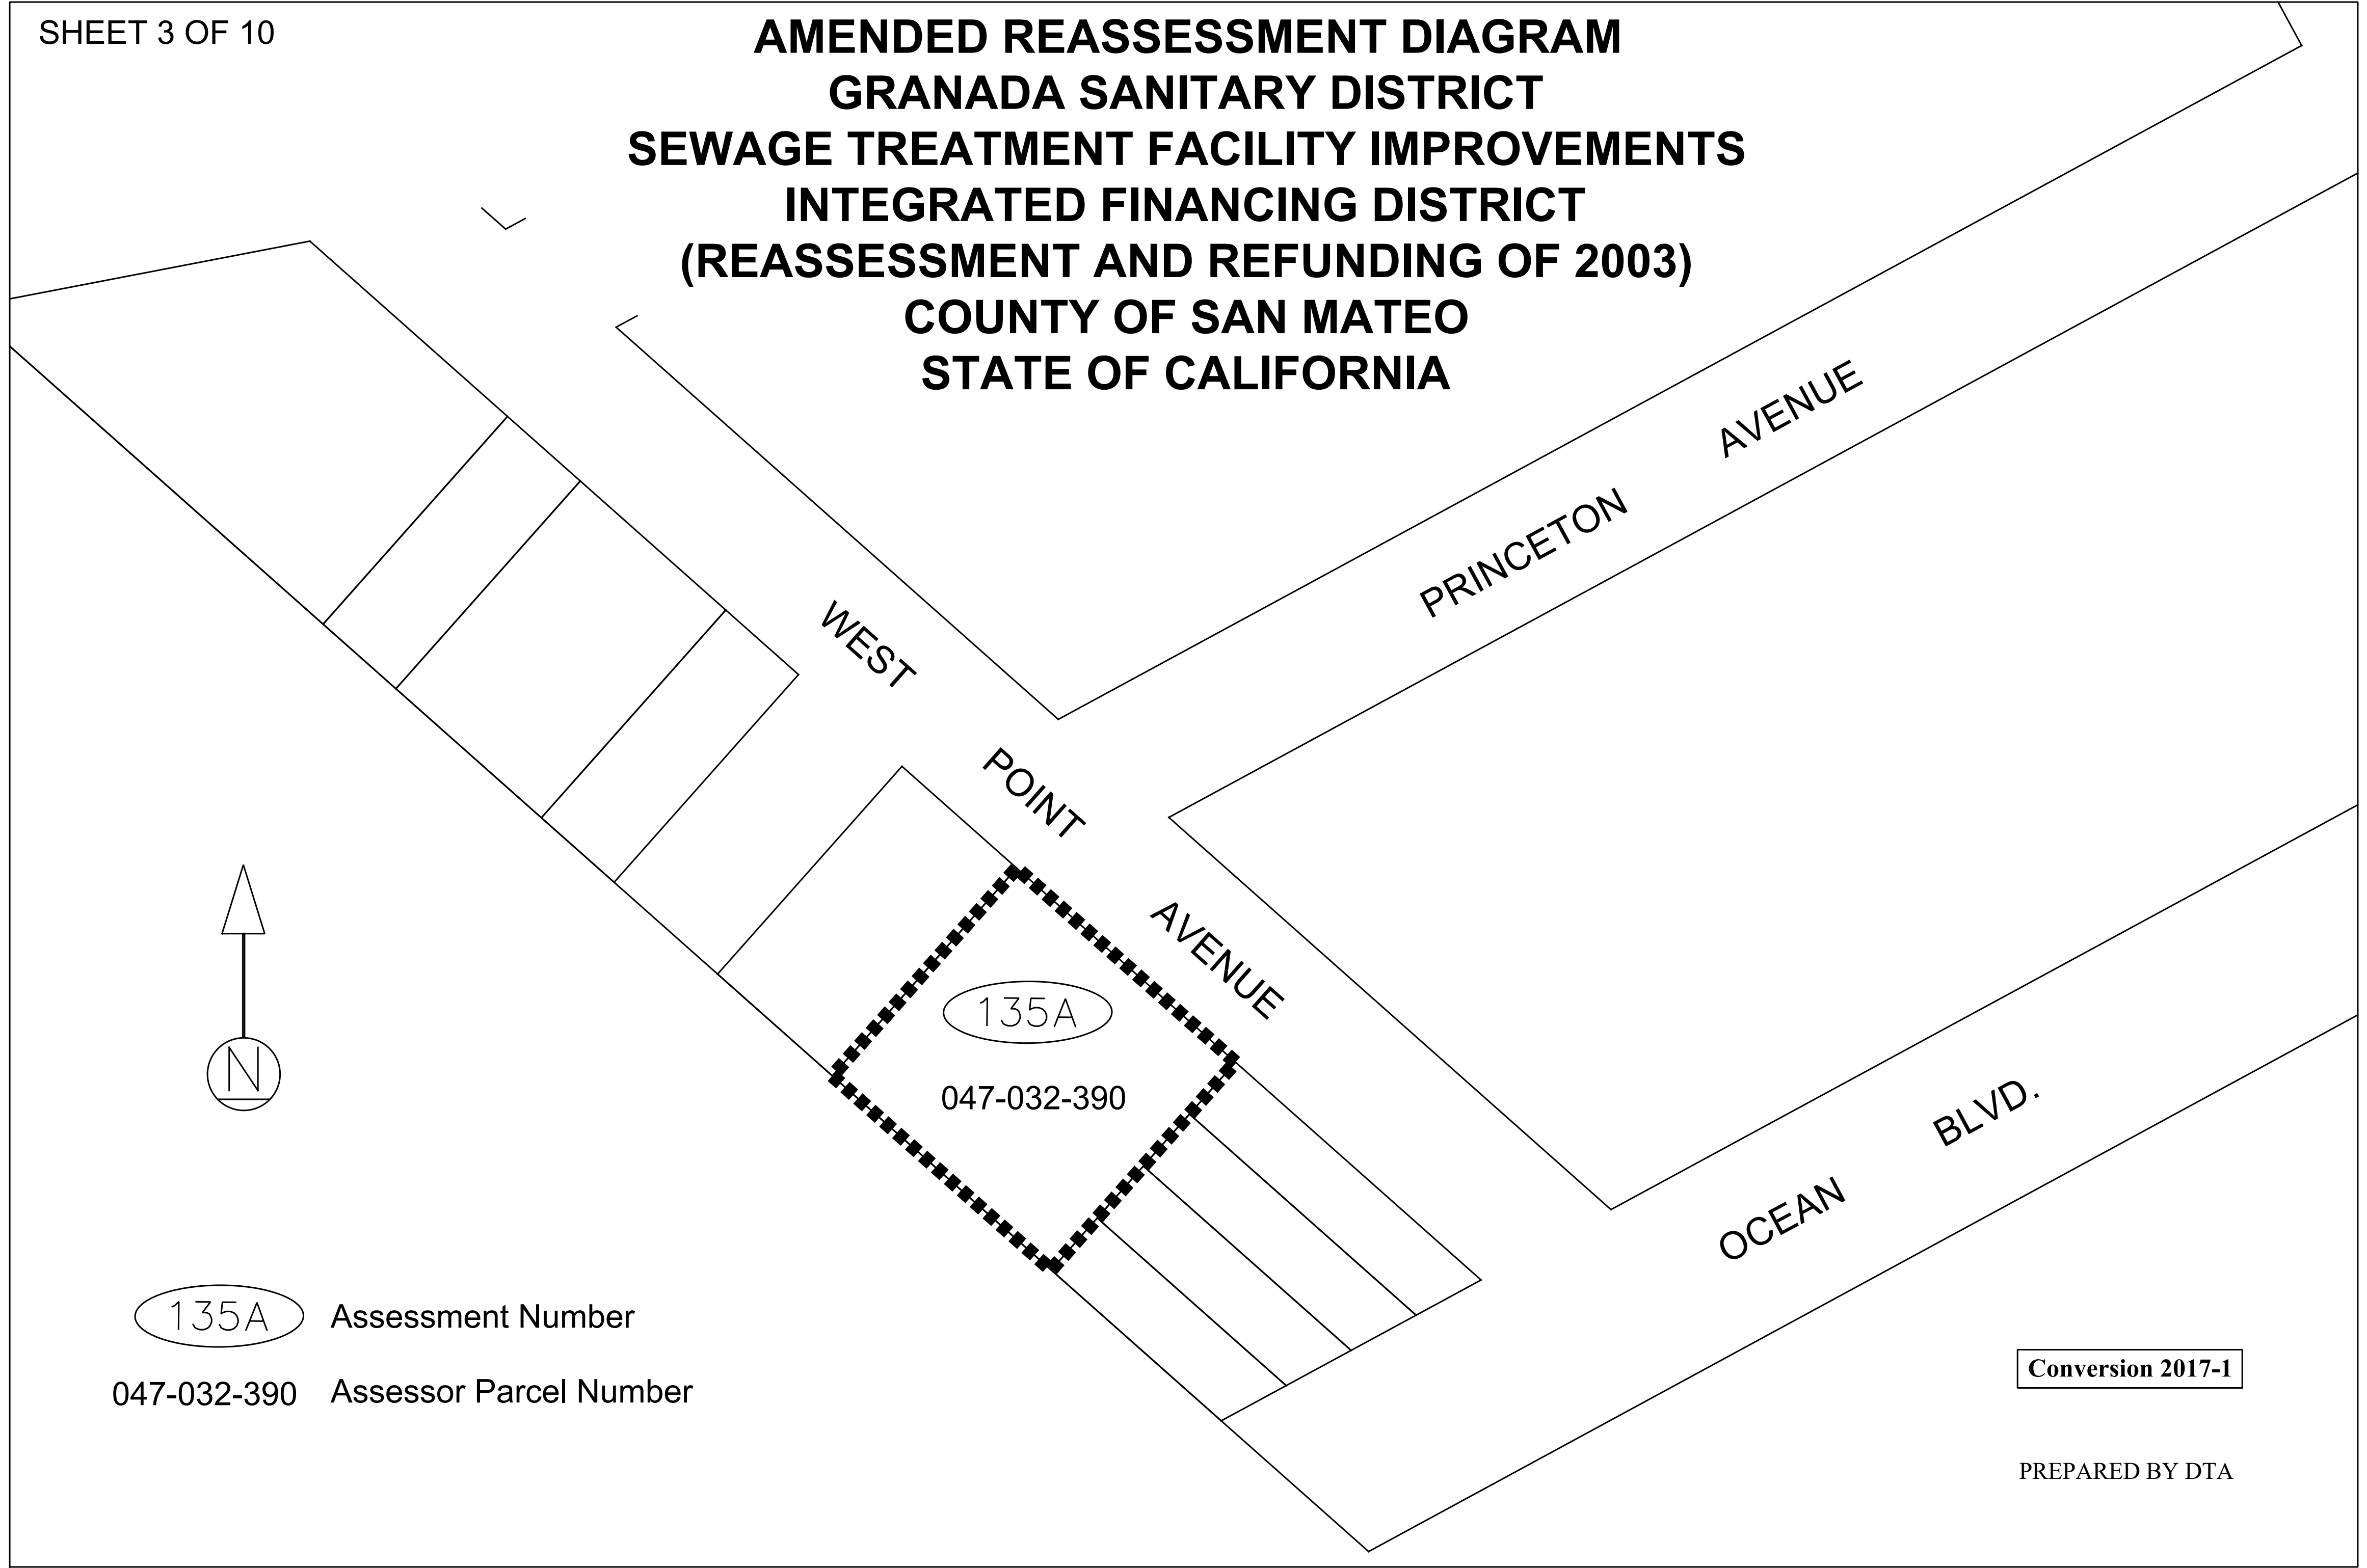 SHEET 3 OF 10
AMENDED REASSESSMENT DIAGRAM
GRANADA SANITARY DISTRICT
SEWAGE TREATMENT FACILITY IMPROVEMENTS
INTEGRATED FINANCING DISTRICT
(REASSESSMENT AND REFUNDING OF 2003)
COUNTY OF SAN MATEO
STATE OF CALIFORNIA
PRINCETON AVENUE
WEST POINT AVENUE
135A
047-032-390
N
OCEAN BLVD.
135A Assessment Number
047-032-390 Assessor Parcel Number
Conversion 2017-1
PREPARED BY DTA